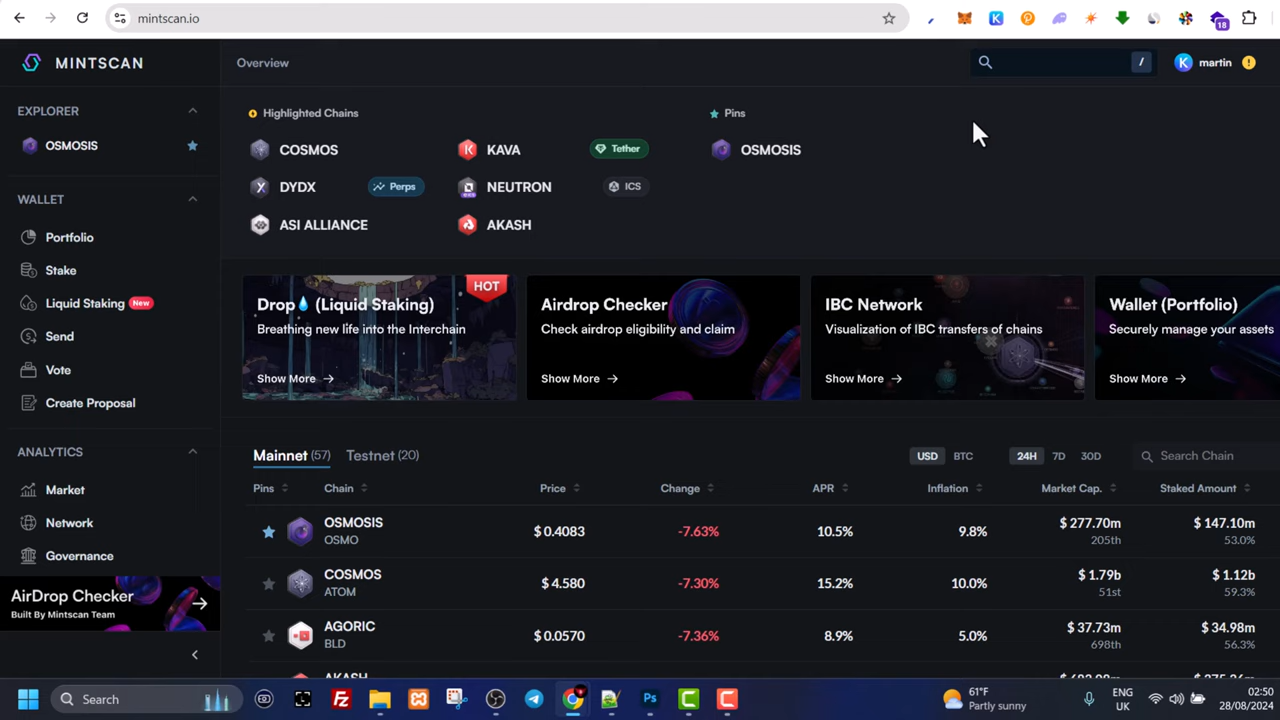 mintscan.io
18
MINTSCAN
Overview
/
martin
EXPLORER
OSMOSIS
WALLET
Portfolio
Stake
Liquid Staking New
Send
Vote
Create Proposal
ANALYTICS
Market
Network
Governance
AirDrop Checker
Built By Mintscan Team
Highlighted Chains
COSMOS
KAVA
Tether
DYDX
Perps
NEUTRON
ICS
ASI ALLIANCE
AKASH
Pins
OSMOSIS
HOT
Drop (Liquid Staking)
Breathing new life into the Interchain
Show More
Airdrop Checker
Check airdrop eligibility and claim
Show More
IBC Network
Visualization of IBC transfers of chains
Show More
Wallet (Portfolio)
Securely manage your assets
Show More
Mainnet (57) Testnet (20)
USD BTC 24H 7D 30D Search Chain
Pins Chain Price Change APR Inflation Market Cap. Staked Amount
OSMOSIS $ 0.4083 -7.63% 10.5% 9.8% $ 277.70m $ 147.10m
OSMO 205th 53.0%
COSMOS $ 4.580 -7.30% 15.2% 10.0% $ 1.79b $ 1.12b
ATOM 51st 59.3%
AGORIC $ 0.0570 -7.36% 8.9% 5.0% $ 37.73m $ 34.98m
BLD 698th 56.3%
AKASH
Search
61°F
Partly sunny
ENG
UK
02:50
28/08/2024